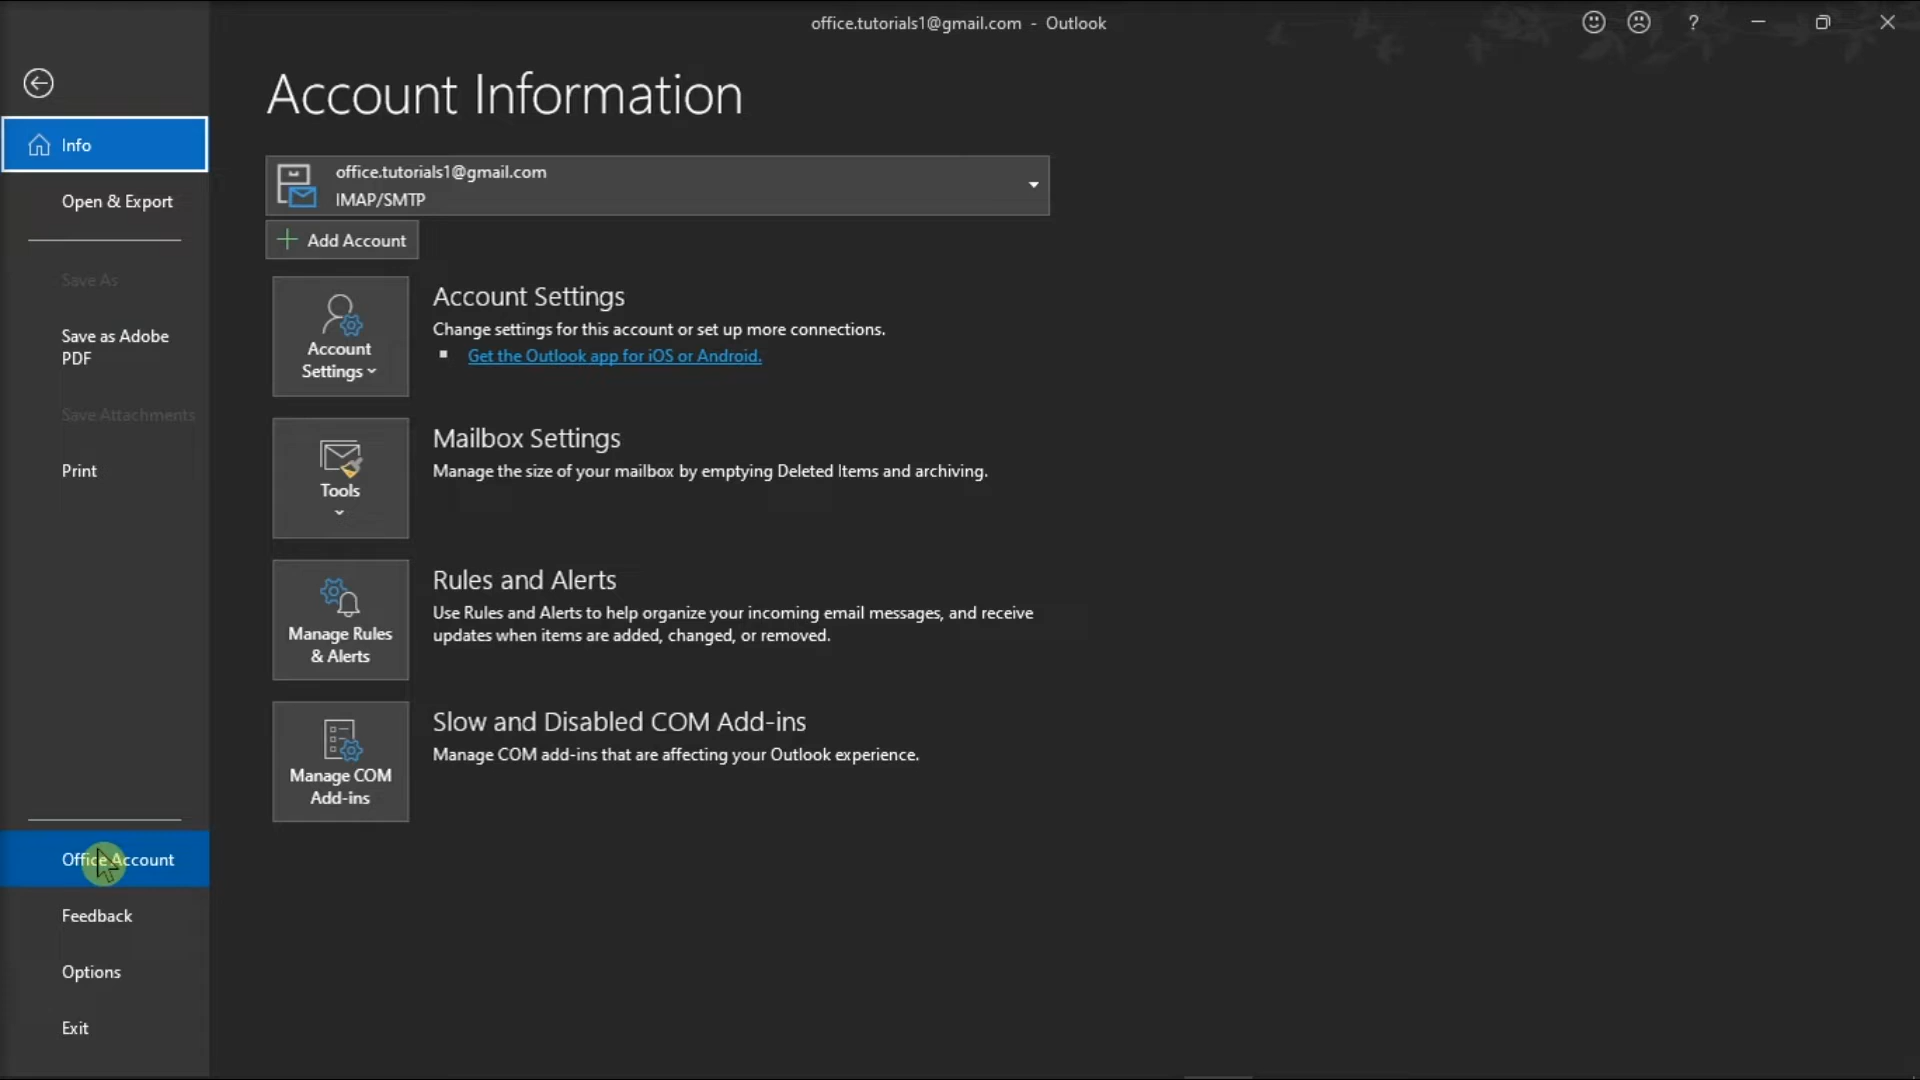 office.tutorials1@gmail.com - Outlook
?
Account Information
Info
office.tutorials1@gmail.com
IMAP/SMTP
Open & Export
Add Account
Save As
Account Settings
Change settings for this account or set up more connections.
Get the Outlook app for iOS or Android.
Account
Settings
Save as Adobe
PDF
Save Attachments
Mailbox Settings
Manage the size of your mailbox by emptying Deleted Items and archiving.
Tools
Print
Rules and Alerts
Use Rules and Alerts to help organize your incoming email messages, and receive
updates when items are added, changed, or removed.
Manage Rules
& Alerts
Slow and Disabled COM Add-ins
Manage COM add-ins that are affecting your Outlook experience.
Manage COM
Add-ins
Office Account
Feedback
Options
Exit